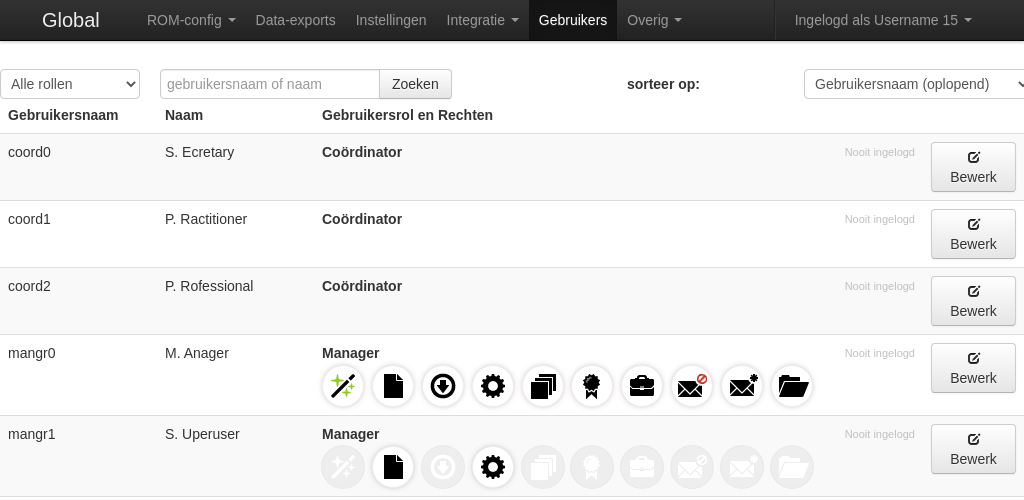 Global ROM-config Data-exports Instellingen Integratie Gebruikers Overig Ingelogd als Username 15
Alle rollen gebruikersnaam of naam Zoeken sorteer op: Gebruikersnaam (oplopend)
Gebruikersnaam Naam Gebruikersrol en Rechten
coord0 S. Ecretary Coördinator Nooit ingelogd Bewerk
coord1 P. Ractitioner Coördinator Nooit ingelogd Bewerk
coord2 P. Rofessional Coördinator Nooit ingelogd Bewerk
mangr0 M. Anager Manager Nooit ingelogd Bewerk
mangr1 S. Uperuser Manager Nooit ingelogd Bewerk